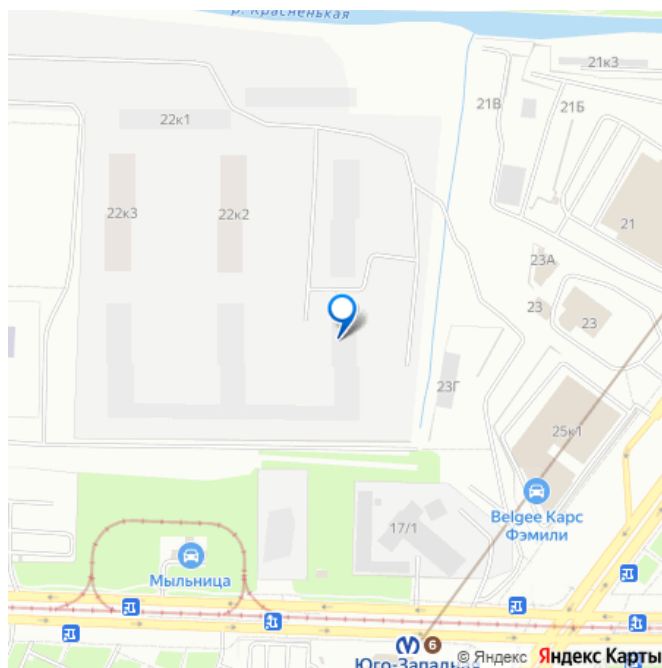 р. Красненькая
21к3
21В
21Б
22к1
22к3
22к2
21
23А
23
23
23Г
25к1
Belgee Карс
Фэмили
17/1
Мыльница
6
Юго-Западная
© Яндекс Яндекс Карты